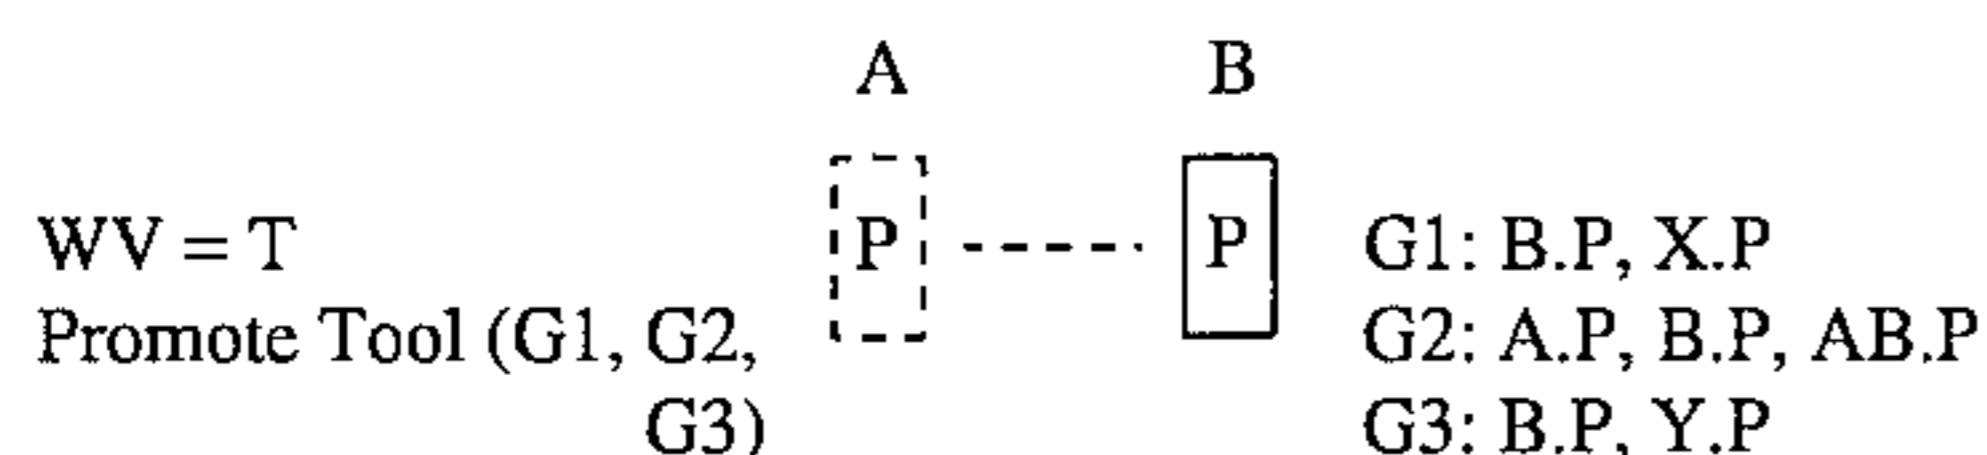 A B
WV = T P P G1: B.P, X.P
Promote Tool (G1, G2, G2: A.P, B.P, AB.P
G3) G3: B.P, Y.P